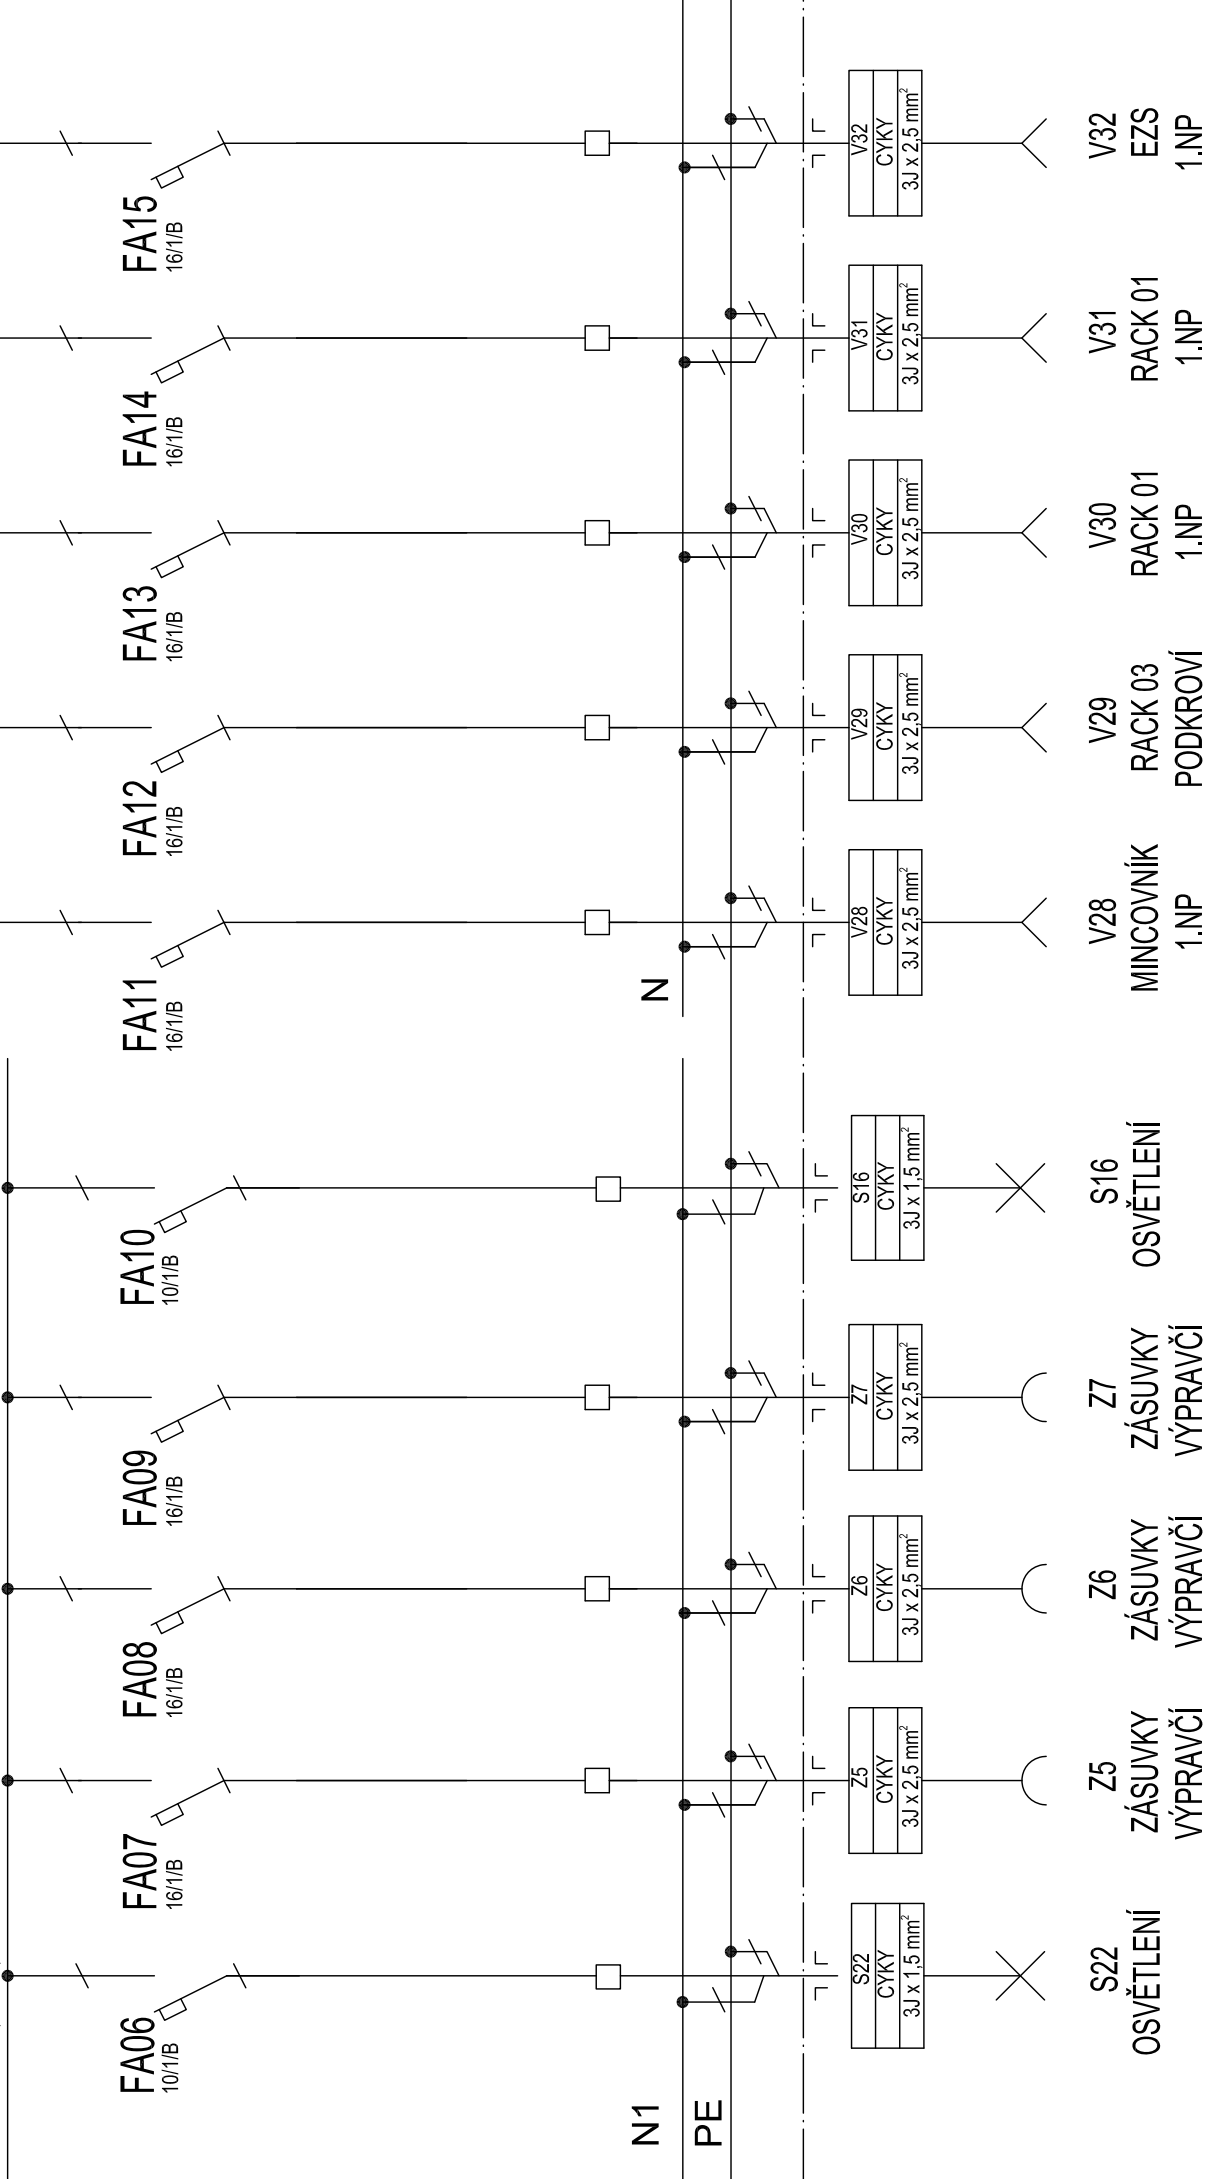 FA06
10/1/B
FA07
16/1/B
FA08
16/1/B
FA09
16/1/B
FA10
10/1/B
FA11
16/1/B
FA12
16/1/B
FA13
16/1/B
FA14
16/1/B
FA15
16/1/B
N1
PE
N
S22
CYKY
3J x 1,5 mm²
Z5
CYKY
3J x 2,5 mm²
Z6
CYKY
3J x 2,5 mm²
Z7
CYKY
3J x 2,5 mm²
S16
CYKY
3J x 1,5 mm²
V28
CYKY
3J x 2,5 mm²
V29
CYKY
3J x 2,5 mm²
V30
CYKY
3J x 2,5 mm²
V31
CYKY
3J x 2,5 mm²
V32
CYKY
3J x 2,5 mm²
S22
OSVĚTLENÍ
Z5
ZÁSUVKY
VÝPRAVČÍ
Z6
ZÁSUVKY
VÝPRAVČÍ
Z7
ZÁSUVKY
VÝPRAVČÍ
S16
OSVĚTLENÍ
V28
MINCOVNÍK
1.NP
V29
RACK 03
PODKROVÍ
V30
RACK 01
1.NP
V31
RACK 01
1.NP
V32
EZS
1.NP